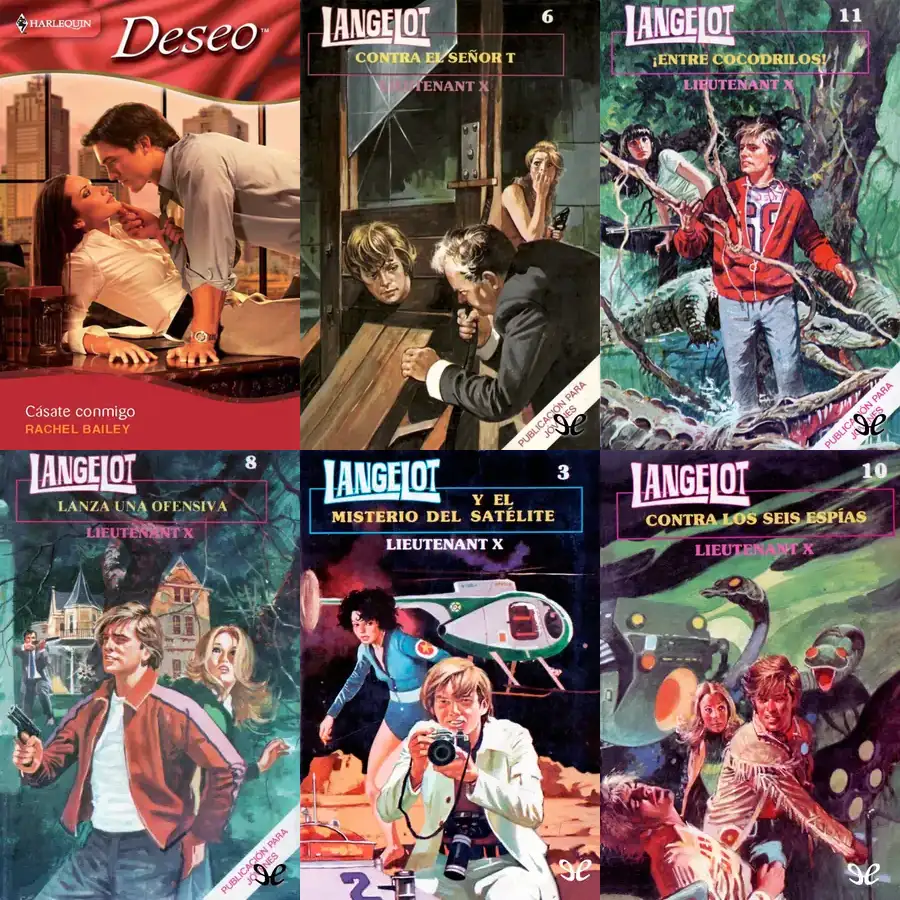 HARLEQUIN
Deseo™
Cásate conmigo
RACHEL BAILEY
LANGELOT
6
CONTRA EL SEÑOR T
LIEUTENANT X
PUBLICACIÓN PARA
JÓVENES
LANGELOT
11
¡ENTRE COCODRILOS!
LIEUTENANT X
PUBLICACIÓN PARA
JÓVENES
LANGELOT
8
LANZA UNA OFENSIVA
LIEUTENANT X
PUBLICACIÓN PARA
JÓVENES
LANGELOT
3
Y EL
MISTERIO DEL SATÉLITE
LIEUTENANT X
2
LANGELOT
10
CONTRA LOS SEIS ESPÍAS
LIEUTENANT X